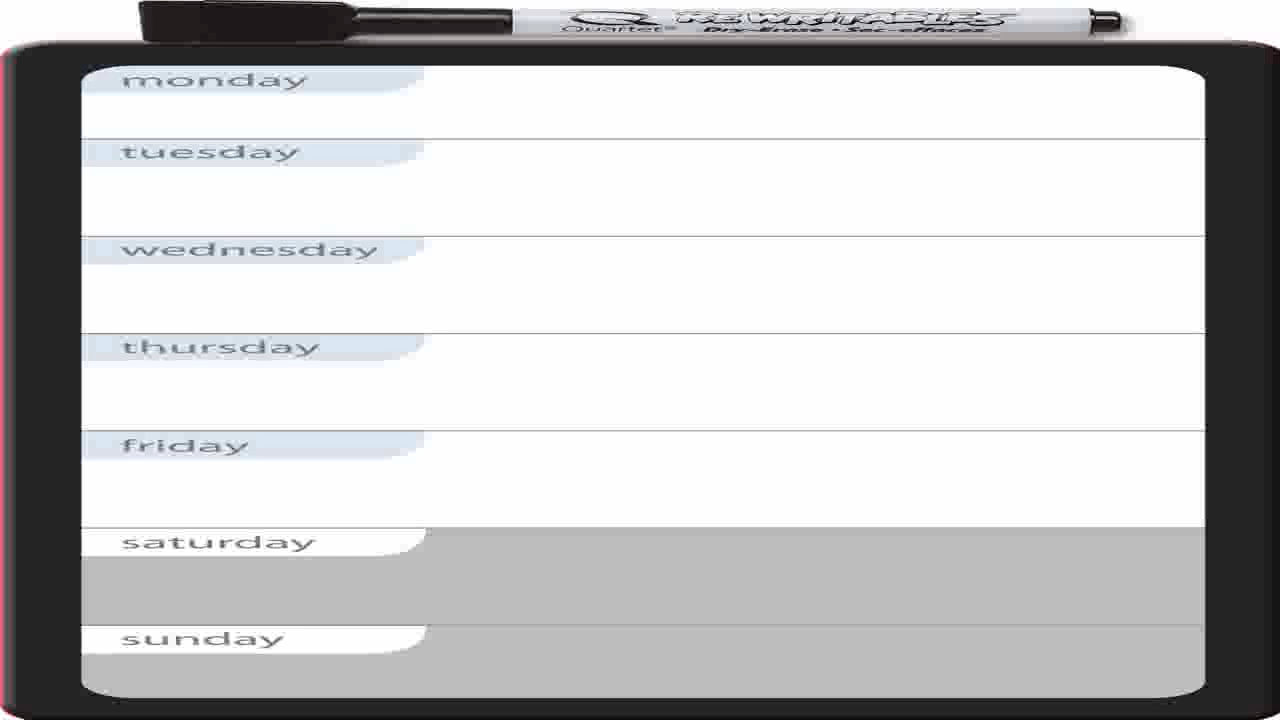 Quartet® ReWritables
Dry-Erase • Sec-effaces
monday
tuesday
wednesday
thursday
friday
saturday
sunday